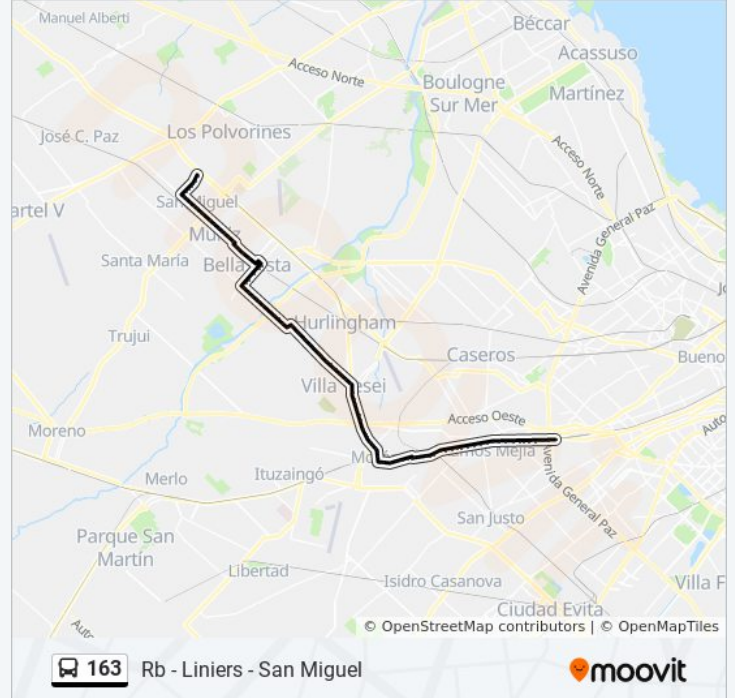 Manuel Alberti
Béccar
Acassuso
Acceso Norte
Boulogne
Sur Mer
Martínez
José C. Paz
Los Polvorines
Acceso Norte
artel V
San Miguel
Avenida General Paz
Muñiz
Santa María
Bella Vista
Hurlingham
Trujui
Caseros
Bueno
Villa Tesei
Acceso Oeste
Moreno
Auto
Mo
Ramos Mejía
Merlo
Ituzaingó
Avenida General Paz
San Justo
Parque San
Martín
Libertad
Isidro Casanova
Villa F
Ciudad Evita
Auto
© OpenStreetMap contributors | © OpenMapTiles
163 Rb - Liniers - San Miguel
moovit